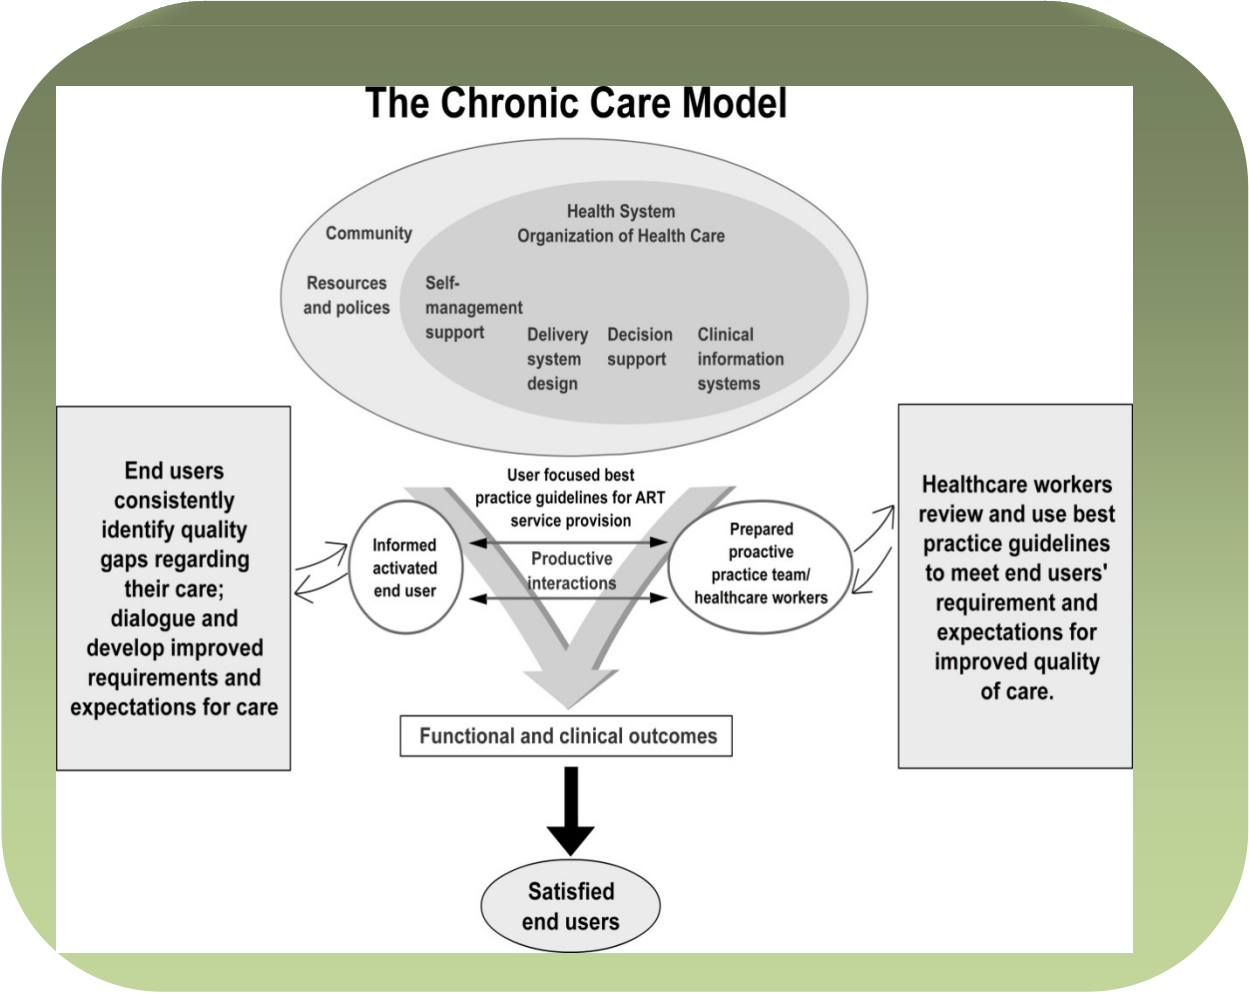 The Chronic Care Model
Health System
Organization of Health Care
Community
Resources
and polices
Self-
management
support
Delivery
system
design
Decision
support
Clinical
information
systems
End users
consistently
identify quality
gaps regarding
their care;
dialogue and
develop improved
requirements and
expectations for care
User focused best
practice guidelines for ART
service provision
Informed
activated
end user
Productive
interactions
Prepared
proactive
practice team/
healthcare workers
Healthcare workers
review and use best
practice guidelines
to meet end users'
requirement and
expectations for
improved quality
of care.
Functional and clinical outcomes
Satisfied
end users